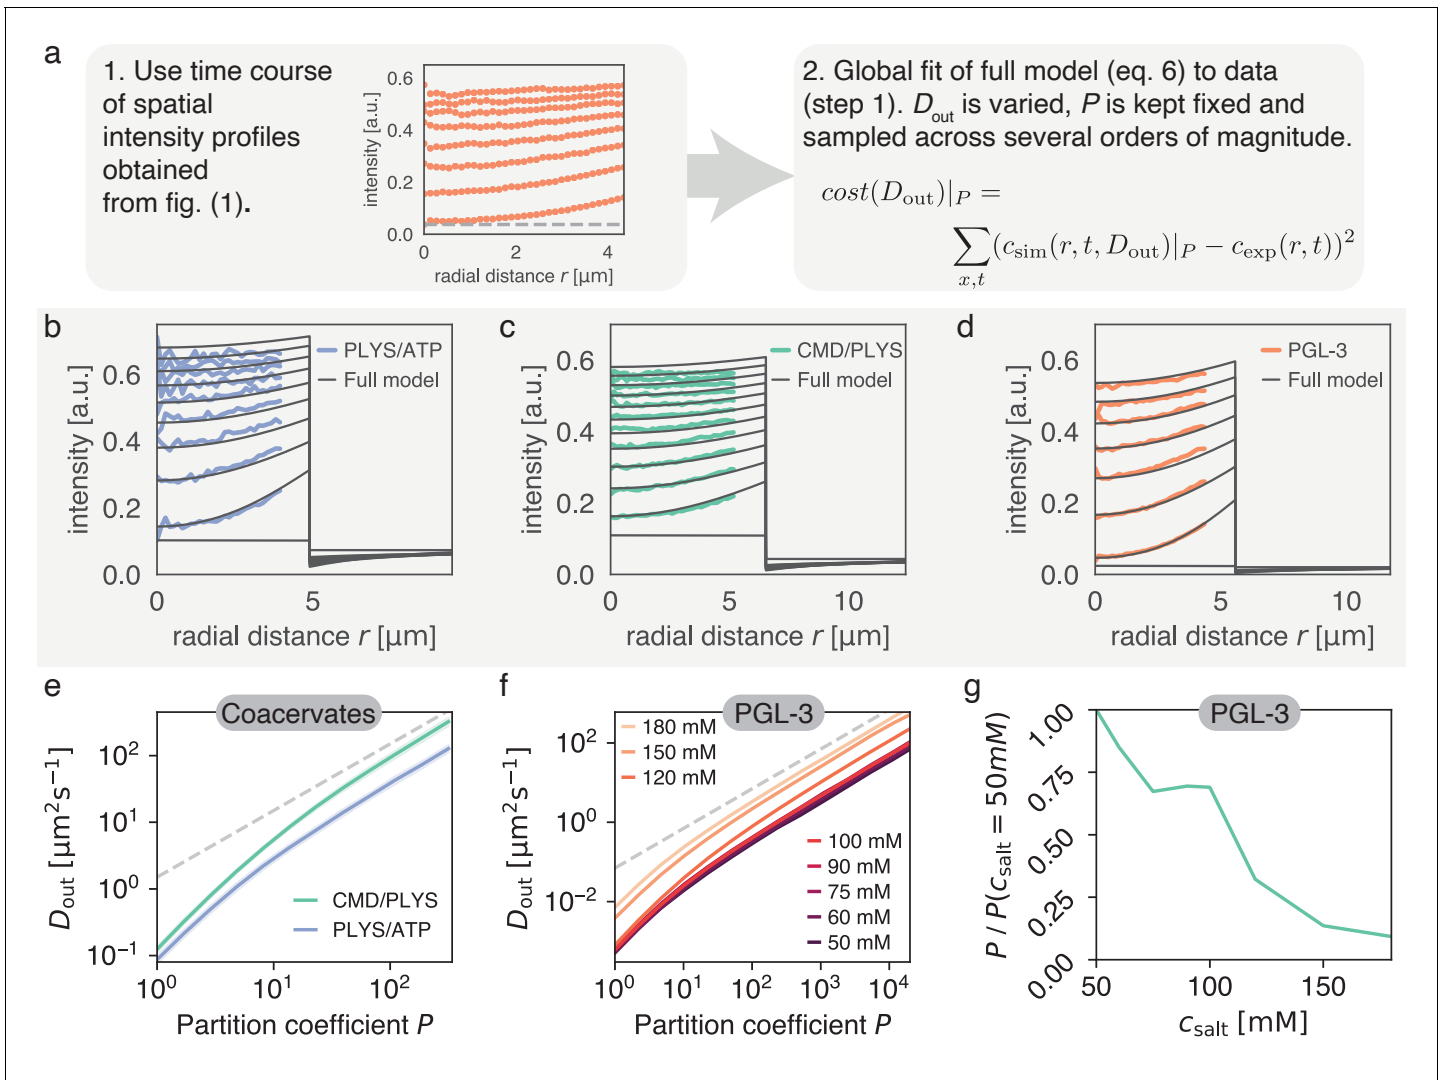 a
1. Use time course
of spatial
intensity profiles
obtained
from fig. (1).
intensity [a.u.]
0.6
0.4
0.2
0.0
0 2 4
radial distance r [µm]
2. Global fit of full model (eq. 6) to data
(step 1). D_out is varied, P is kept fixed and
sampled across several orders of magnitude.
cost(D_out)|_P =
∑_{x,t} (c_sim(r, t, D_out)|_P − c_exp(r, t))²
b
intensity [a.u.]
0.6
0.4
0.2
0.0
PLYS/ATP
Full model
0 5
radial distance r [µm]
c
intensity [a.u.]
0.6
0.4
0.2
0.0
CMD/PLYS
Full model
0 5 10
radial distance r [µm]
d
intensity [a.u.]
0.6
0.4
0.2
0.0
PGL-3
Full model
0 5 10
radial distance r [µm]
e
Coacervates
D_out [µm² s⁻¹]
10²
10¹
10⁰
10⁻¹
CMD/PLYS
PLYS/ATP
10⁰ 10¹ 10²
Partition coefficient P
f
PGL-3
D_out [µm² s⁻¹]
10²
10⁰
10⁻²
180 mM
150 mM
120 mM
100 mM
90 mM
75 mM
60 mM
50 mM
10⁰ 10¹ 10² 10³ 10⁴
Partition coefficient P
g
PGL-3
P / P(c_salt = 50mM)
1.00
0.75
0.50
0.25
0.00
50 100 150
c_salt [mM]